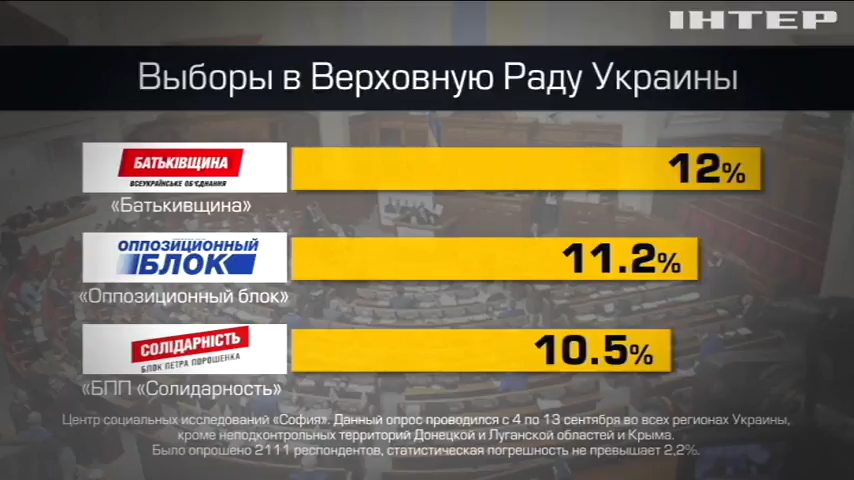 ІНТЕР
Выборы в Верховную Раду Украины
БАТЬКІВЩИНА
ВСЕУКРАЇНСЬКЕ ОБ'ЄДНАННЯ
«Батькивщина»
12%
ОППОЗИЦИОННЫЙ
БЛОК
«Оппозиционный блок»
11.2%
СОЛІДАРНІСТЬ
БЛОК ПЕТРА ПОРОШЕНКА
«БПП «Солидарность»
10.5%
Центр социальных исследований «София». Данный опрос проводился с 4 по 13 сентября во всех регионах Украины,
кроме неподконтрольных территорий Донецкой и Луганской областей и Крыма.
Было опрошено 2111 респондентов, статистическая погрешность не превышает 2,2%.